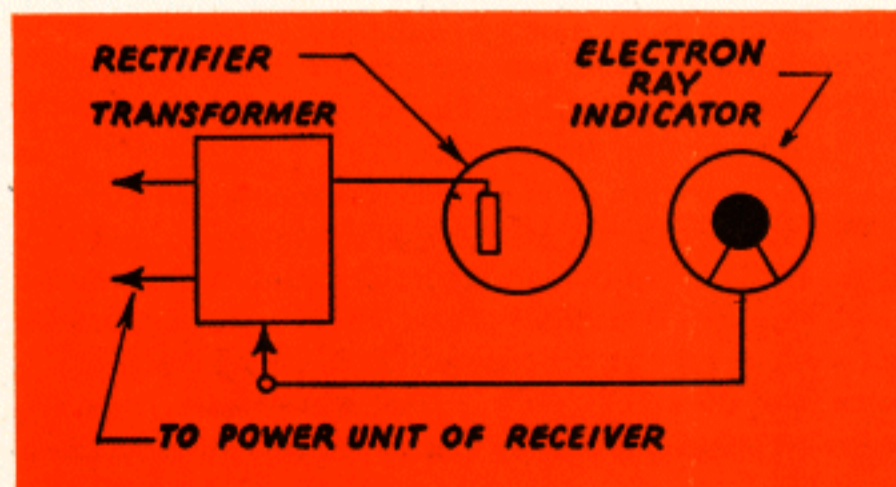 RECTIFIER
TRANSFORMER
ELECTRON
RAY
INDICATOR
TO POWER UNIT OF RECEIVER